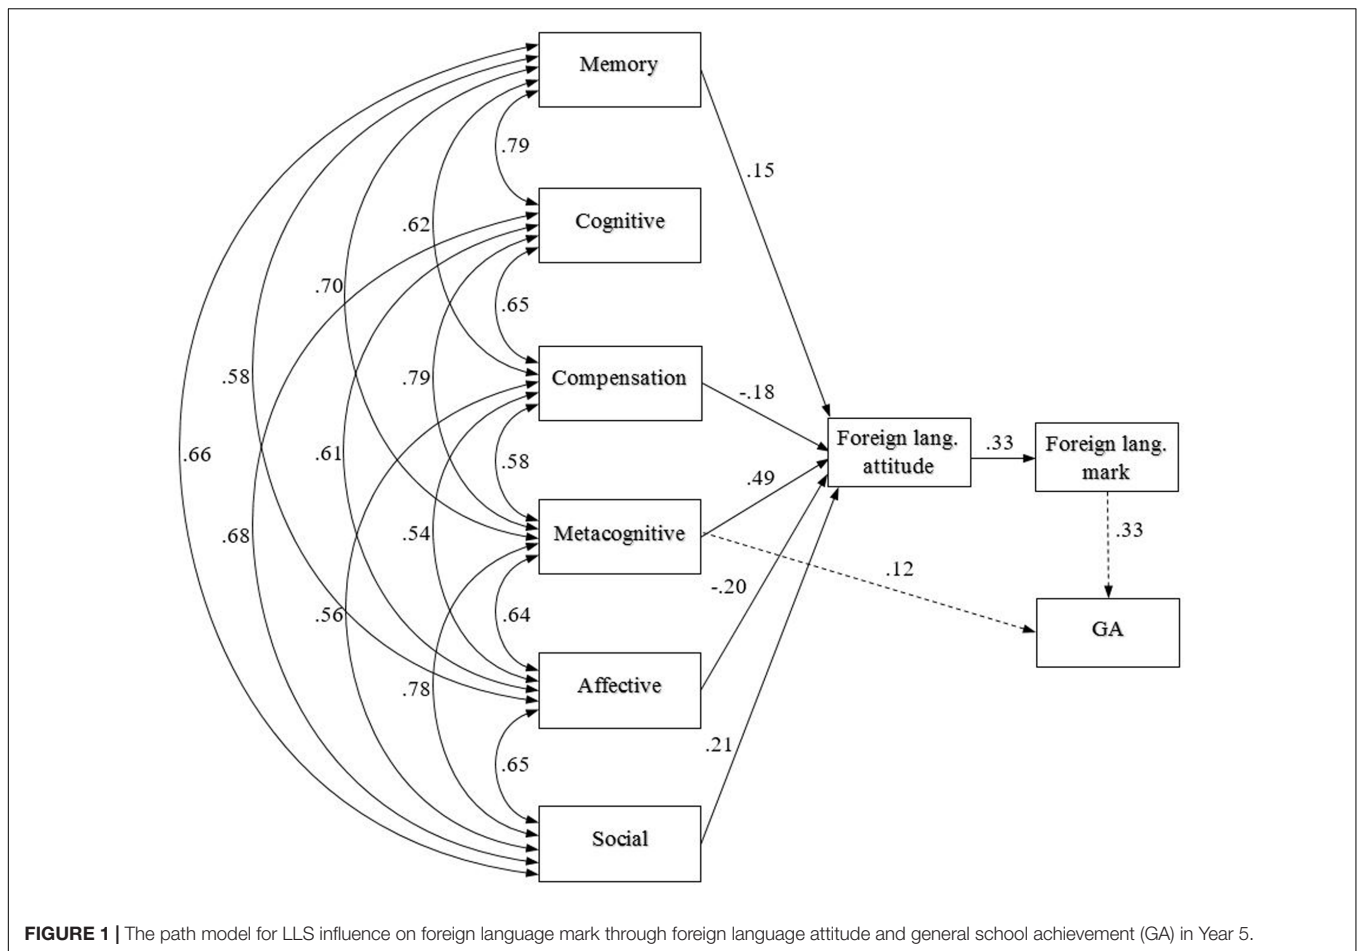 Memory
.79
.15
Cognitive
.62
.70
.65
Compensation
.58
.79
-.18
Foreign lang.
attitude
.33
Foreign lang.
mark
.66
.61
.58
.49
Metacognitive
.68
.54
.12
.33
-.20
.56
.64
GA
Affective
.78
.21
.65
Social
FIGURE 1 | The path model for LLS influence on foreign language mark through foreign language attitude and general school achievement (GA) in Year 5.